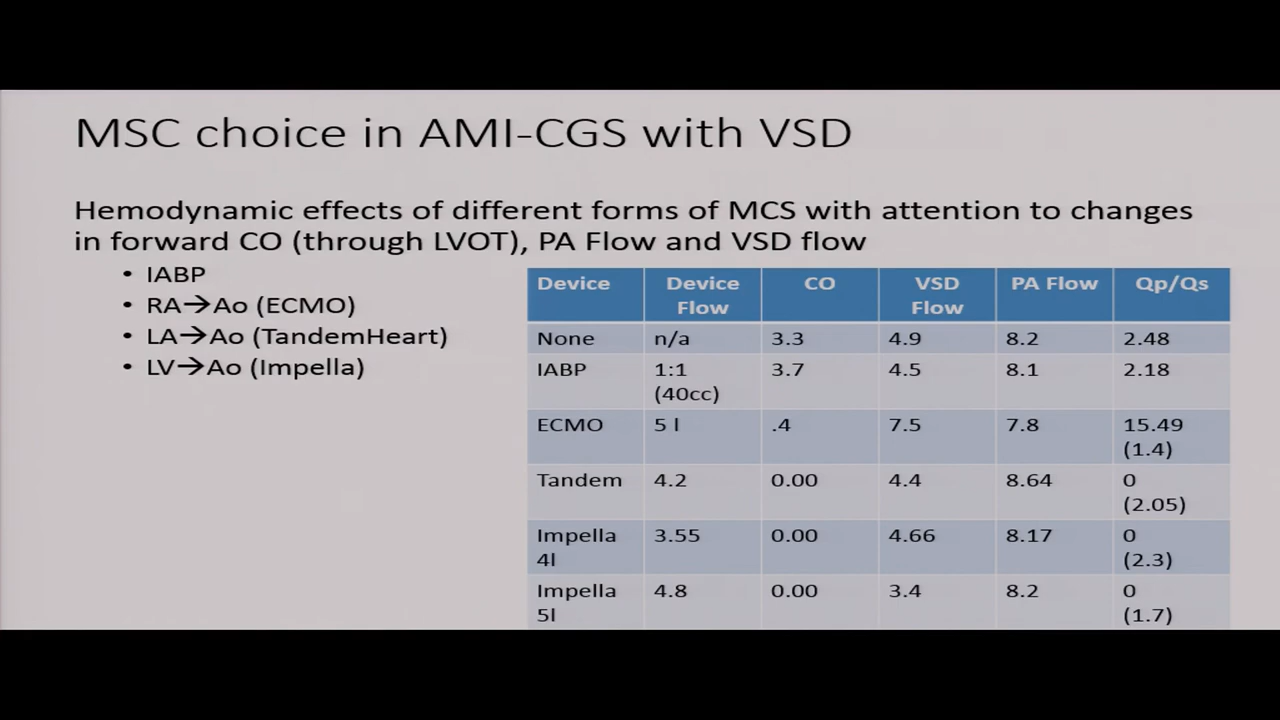 MSC choice in AMI-CGS with VSD
Hemodynamic effects of different forms of MCS with attention to changes
in forward CO (through LVOT), PA Flow and VSD flow
• IABP
• RA→Ao (ECMO)
• LA→Ao (TandemHeart)
• LV→Ao (Impella)
Device Device Flow CO VSD Flow PA Flow Qp/Qs
None n/a 3.3 4.9 8.2 2.48
IABP 1:1 (40cc) 3.7 4.5 8.1 2.18
ECMO 5 l .4 7.5 7.8 15.49 (1.4)
Tandem 4.2 0.00 4.4 8.64 0 (2.05)
Impella 4l 3.55 0.00 4.66 8.17 0 (2.3)
Impella 5l 4.8 0.00 3.4 8.2 0 (1.7)